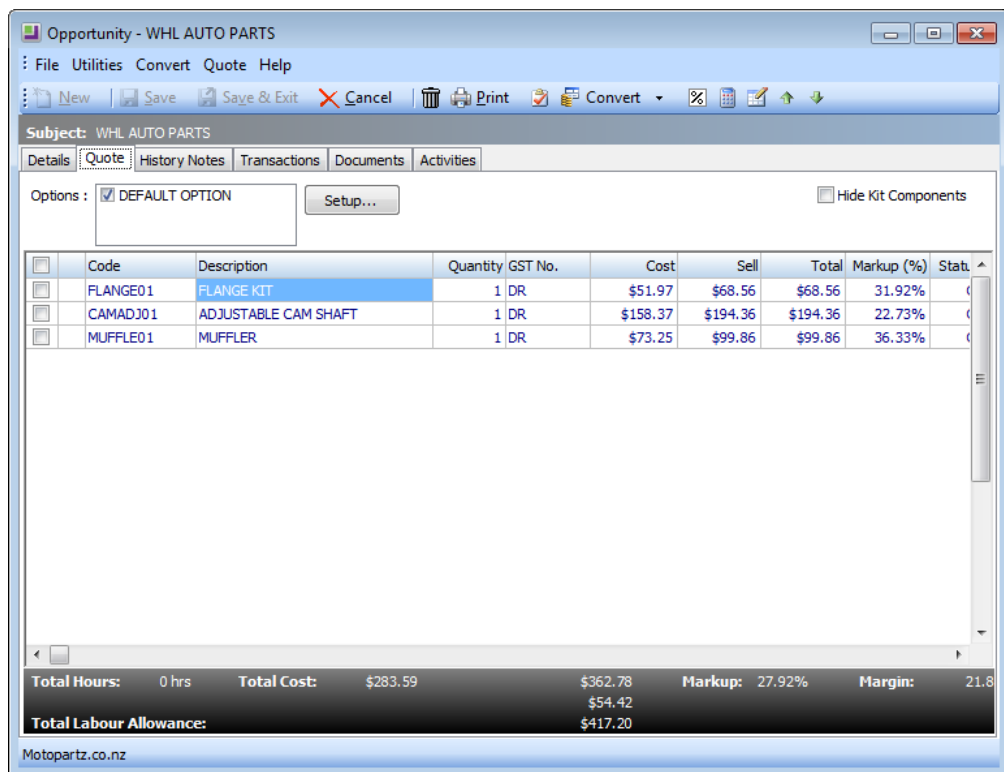 Opportunity - WHL AUTO PARTS
File Utilities Convert Quote Help
New Save Save & Exit Cancel Print Convert
Subject: WHL AUTO PARTS
Details Quote History Notes Transactions Documents Activities
Options : DEFAULT OPTION Setup... Hide Kit Components
Code Description Quantity GST No. Cost Sell Total Markup (%)
FLANGE01 FLANGE KIT 1 DR $51.97 $68.56 $68.56 31.92%
CAMADJ01 ADJUSTABLE CAM SHAFT 1 DR $158.37 $194.36 $194.36 22.73%
MUFFLE01 MUFFLER 1 DR $73.25 $99.86 $99.86 36.33%
Total Hours: 0 hrs Total Cost: $283.59 $362.78 Markup: 27.92% Margin: 21.8
$54.42
Total Labour Allowance: $417.20
Motopartz.co.nz